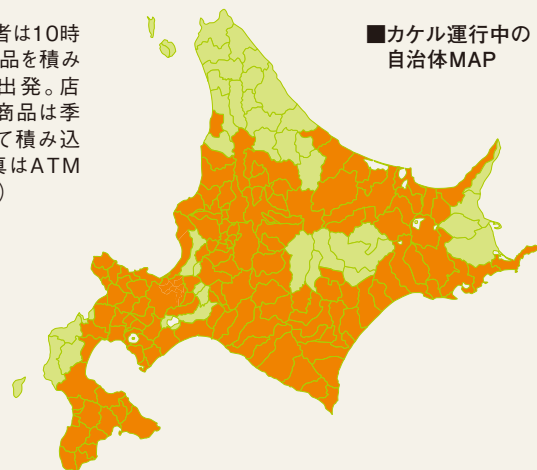 者は10時
品を積み
出発。店
商品は季
て積み込
真はATM
)
■カケル運行中の
自治体MAP